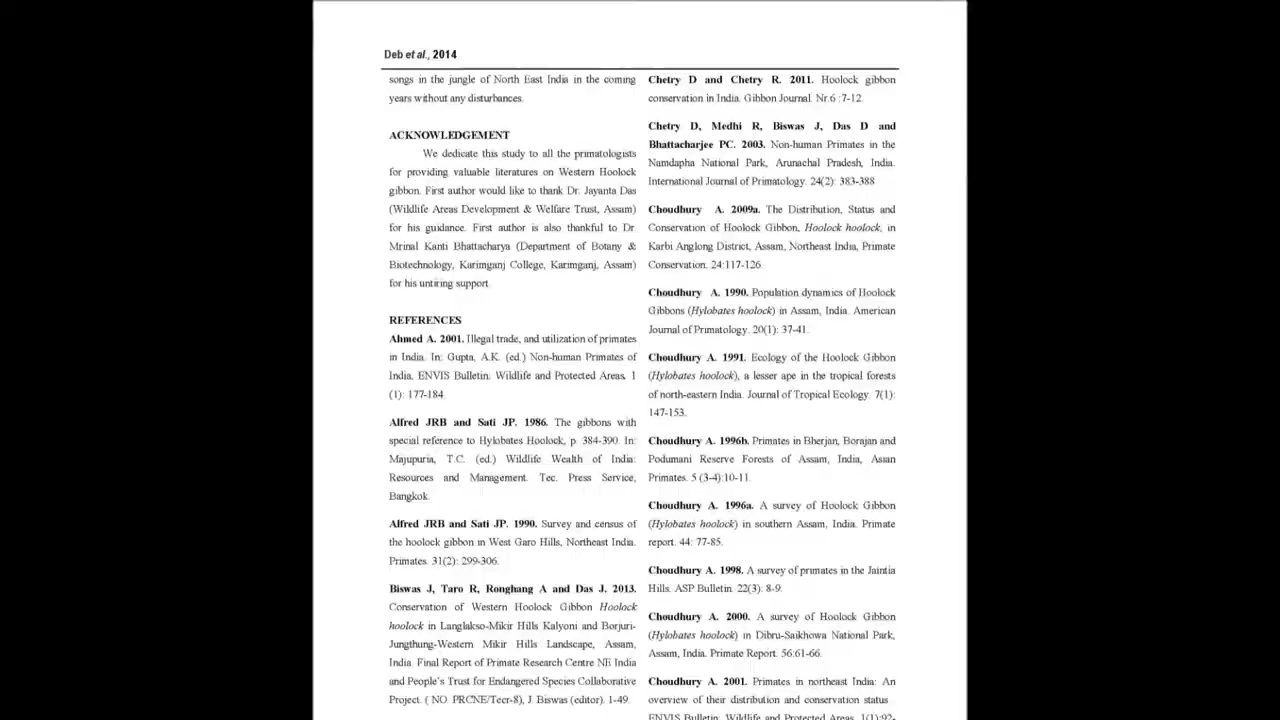 Deb et al., 2014
songs in the jungle of North East India in the coming
years without any disturbances.
ACKNOWLEDGEMENT
We dedicate this study to all the primatologists
for providing valuable literatures on Western Hoolock
gibbon. First author would like to thank Dr. Jayanta Das
(Wildlife Areas Development & Welfare Trust, Assam)
for his guidance. First author is also thankful to Dr.
Mrinal Kanti Bhattacharya (Department of Botany &
Biotechnology, Karimganj College, Karimganj, Assam)
for his untiring support.
REFERENCES
Ahmed A. 2001. Illegal trade, and utilization of primates
in India. In: Gupta, A.K. (ed.) Non-human Primates of
India. ENVIS Bulletin: Wildlife and Protected Areas. 1
(1): 177-184.
Alfred JRB and Sati JP. 1986. The gibbons with
special reference to Hylobates Hoolock, p. 384-390. In:
Majupuria, T.C. (ed.) Wildlife Wealth of India:
Resources and Management. Tec. Press Service,
Bangkok.
Alfred JRB and Sati JP. 1990. Survey and census of
the hoolock gibbon in West Garo Hills, Northeast India.
Primates. 31(2): 299-306.
Biswas J, Taro R, Ronghang A and Das J. 2013.
Conservation of Western Hoolock Gibbon Hoolock
hoolock in Langlakso-Mikir Hills Kalyoni and Borjuri-
Jungthung-Western Mikir Hills Landscape, Assam,
India. Final Report of Primate Research Centre NE India
and People's Trust for Endangered Species Collaborative
Project. ( NO. PRCNE/Tecr-8), J. Biswas (editor). 1-49.
Chetry D and Chetry R. 2011. Hoolock gibbon
conservation in India. Gibbon Journal. Nr.6 :7-12.
Chetry D, Medhi R, Biswas J, Das D and
Bhattacharjee PC. 2003. Non-human Primates in the
Namdapha National Park, Arunachal Pradesh, India.
International Journal of Primatology. 24(2): 383-388
Choudhury A. 2009a. The Distribution, Status and
Conservation of Hoolock Gibbon, Hoolock hoolock, in
Karbi Anglong District, Assam, Northeast India, Primate
Conservation. 24:117-126.
Choudhury A. 1990. Population dynamics of Hoolock
Gibbons (Hylobates hoolock) in Assam, India. American
Journal of Primatology. 20(1): 37-41.
Choudhury A. 1991. Ecology of the Hoolock Gibbon
(Hylobates hoolock), a lesser ape in the tropical forests
of north-eastern India. Journal of Tropical Ecology. 7(1):
147-153.
Choudhury A. 1996b. Primates in Bherjan, Borajan and
Podumani Reserve Forests of Assam, India, Asian
Primates. 5 (3-4):10-11.
Choudhury A. 1996a. A survey of Hoolock Gibbon
(Hylobates hoolock) in southern Assam, India. Primate
report. 44: 77-85.
Choudhury A. 1998. A survey of primates in the Jaintia
Hills. ASP Bulletin. 22(3): 8-9.
Choudhury A. 2000. A survey of Hoolock Gibbon
(Hylobates hoolock) in Dibru-Saikhowa National Park,
Assam, India. Primate Report. 56:61-66.
Choudhury A. 2001. Primates in northeast India: An
overview of their distribution and conservation status
ENVIS Bulletin: Wildlife and Protected Areas. 1(1):92-